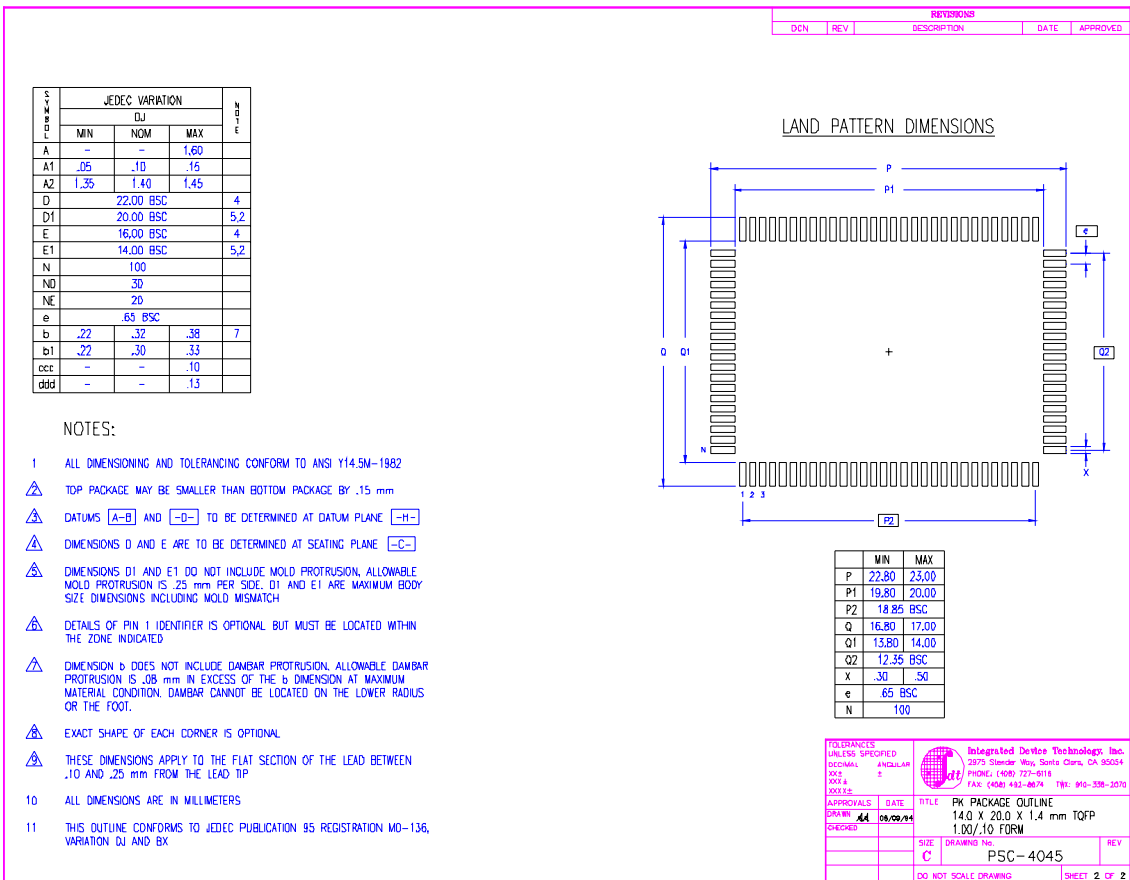 REVISIONS
DCN REV DESCRIPTION DATE APPROVED
SYMBOL JEDEC VARIATION NOTE
DJ
MIN NOM MAX
A - - 1.60
A1 .05 .10 .15
A2 1.35 1.40 1.45
D 22.00 BSC 4
D1 20.00 BSC 5,2
E 16.00 BSC 4
E1 14.00 BSC 5,2
N 100
ND 30
NE 20
e .65 BSC
b .22 .32 .38 7
b1 .22 .30 .33
ccc - - .10
ddd - - .13
NOTES:
1 ALL DIMENSIONING AND TOLERANCING CONFORM TO ANSI Y14.5M-1982
2 TOP PACKAGE MAY BE SMALLER THAN BOTTOM PACKAGE BY .15 mm
3 DATUMS A-B AND -D- TO BE DETERMINED AT DATUM PLANE -H-
4 DIMENSIONS D AND E ARE TO BE DETERMINED AT SEATING PLANE -C-
5 DIMENSIONS D1 AND E1 DO NOT INCLUDE MOLD PROTRUSION. ALLOWABLE
MOLD PROTRUSION IS .25 mm PER SIDE. D1 AND E1 ARE MAXIMUM BODY
SIZE DIMENSIONS INCLUDING MOLD MISMATCH
6 DETAILS OF PIN 1 IDENTIFIER IS OPTIONAL BUT MUST BE LOCATED WITHIN
THE ZONE INDICATED
7 DIMENSION b DOES NOT INCLUDE DAMBAR PROTRUSION. ALLOWABLE DAMBAR
PROTRUSION IS .08 mm IN EXCESS OF THE b DIMENSION AT MAXIMUM
MATERIAL CONDITION. DAMBAR CANNOT BE LOCATED ON THE LOWER RADIUS
OR THE FOOT.
8 EXACT SHAPE OF EACH CORNER IS OPTIONAL
9 THESE DIMENSIONS APPLY TO THE FLAT SECTION OF THE LEAD BETWEEN
.10 AND .25 mm FROM THE LEAD TIP
10 ALL DIMENSIONS ARE IN MILLIMETERS
11 THIS OUTLINE CONFORMS TO JEDEC PUBLICATION 95 REGISTRATION MO-136,
VARIATION DJ AND BX
LAND PATTERN DIMENSIONS
P
P1
e
Q Q1 Q2
N
X
1 2 3
P2
MIN MAX
P 22.80 23.00
P1 19.80 20.00
P2 18.85 BSC
Q 16.80 17.00
Q1 13.80 14.00
Q2 12.35 BSC
X .30 .50
e .65 BSC
N 100
TOLERANCES
UNLESS SPECIFIED
DECIMAL ANGULAR
XX± ±
XXX±
XXXX±
idt
Integrated Device Technology, Inc.
2975 Stender Way, Santa Clara, CA 95054
PHONE: (408) 727-6116
FAX: (408) 492-8674 TWX: 910-338-2070
APPROVALS DATE
DRAWN 08/09/94
CHECKED
TITLE PK PACKAGE OUTLINE
14.0 X 20.0 X 1.4 mm TQFP
1.00/.10 FORM
SIZE C
DRAWING No. PSC-4045
REV
DO NOT SCALE DRAWING
SHEET 2 OF 2